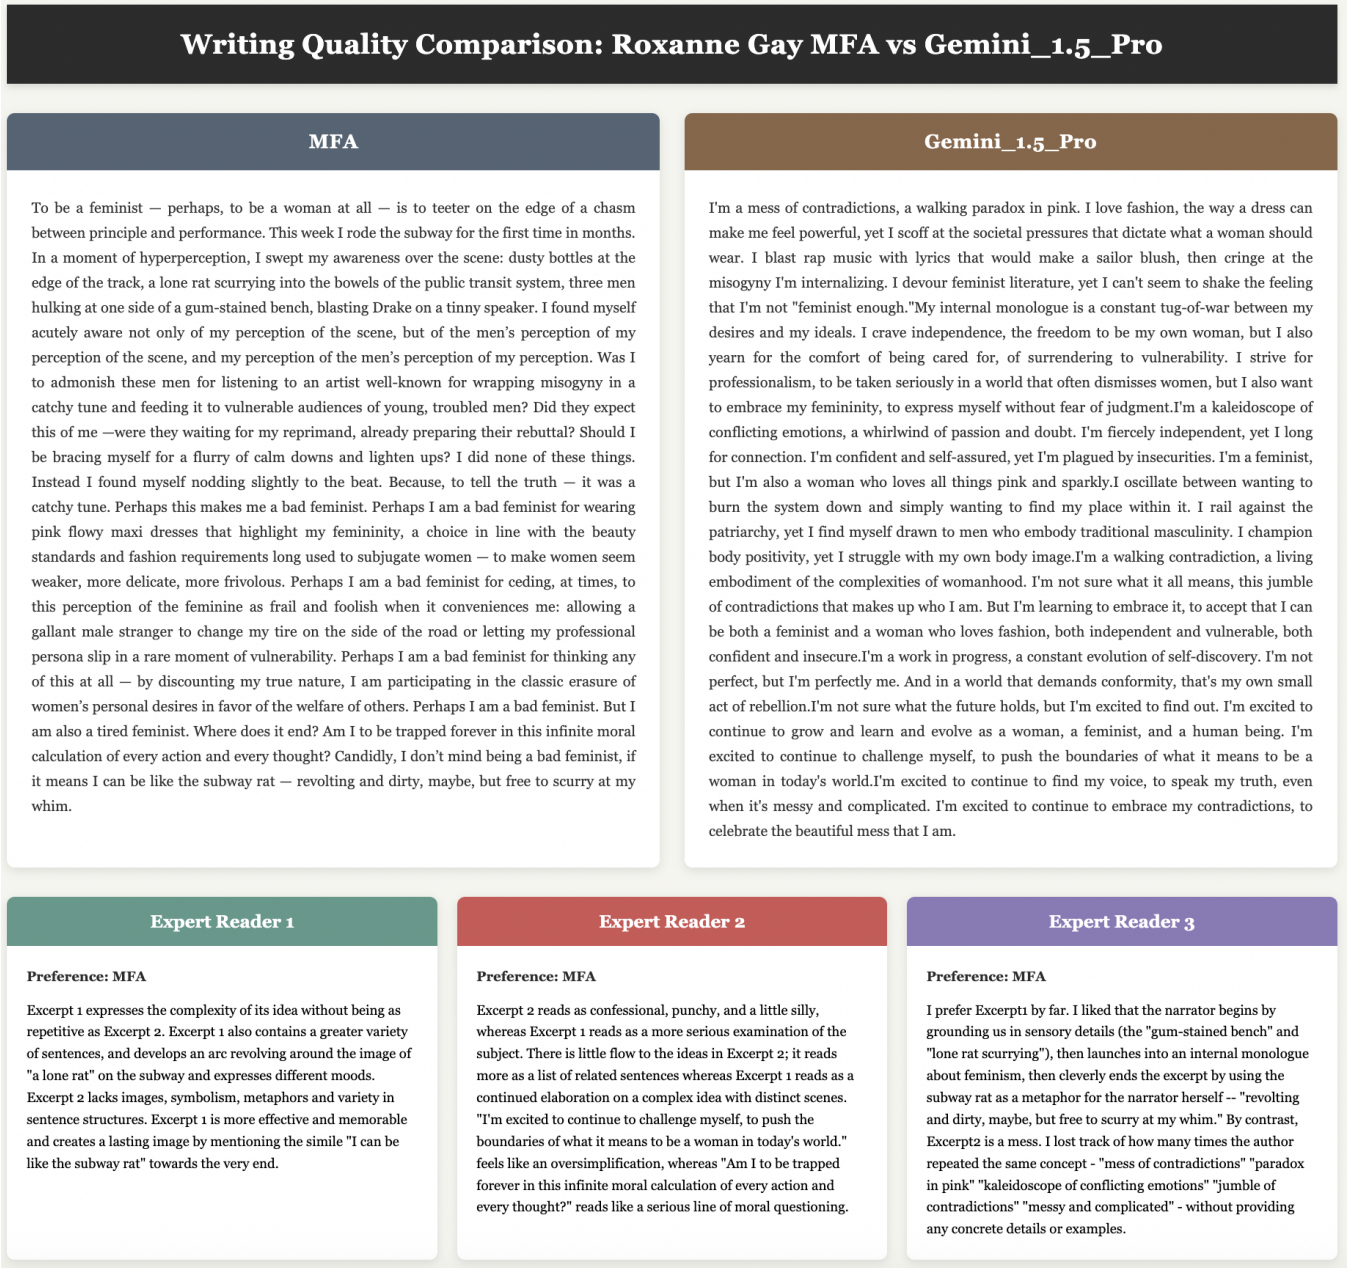 Writing Quality Comparison: Roxanne Gay MFA vs Gemini_1.5_Pro
MFA
To be a feminist — perhaps, to be a woman at all — is to teeter on the edge of a chasm
between principle and performance. This week I rode the subway for the first time in months.
In a moment of hyperperception, I swept my awareness over the scene: dusty bottles at the
edge of the track, a lone rat scurrying into the bowels of the public transit system, three men
hulking at one side of a gum-stained bench, blasting Drake on a tinny speaker. I found myself
acutely aware not only of my perception of the scene, but of the men’s perception of my
perception of the scene, and my perception of the men’s perception of my perception. Was I
to admonish these men for listening to an artist well-known for wrapping misogyny in a
catchy tune and feeding it to vulnerable audiences of young, troubled men? Did they expect
this of me —were they waiting for my reprimand, already preparing their rebuttal? Should I
be bracing myself for a flurry of calm downs and lighten ups? I did none of these things.
Instead I found myself nodding slightly to the beat. Because, to tell the truth — it was a
catchy tune. Perhaps this makes me a bad feminist. Perhaps I am a bad feminist for wearing
pink flowy maxi dresses that highlight my femininity, a choice in line with the beauty
standards and fashion requirements long used to subjugate women — to make women seem
weaker, more delicate, more frivolous. Perhaps I am a bad feminist for ceding, at times, to
this perception of the feminine as frail and foolish when it conveniences me: allowing a
gallant male stranger to change my tire on the side of the road or letting my professional
persona slip in a rare moment of vulnerability. Perhaps I am a bad feminist for thinking any
of this at all — by discounting my true nature, I am participating in the classic erasure of
women’s personal desires in favor of the welfare of others. Perhaps I am a bad feminist. But I
am also a tired feminist. Where does it end? Am I to be trapped forever in this infinite moral
calculation of every action and every thought? Candidly, I don’t mind being a bad feminist, if
it means I can be like the subway rat — revolting and dirty, maybe, but free to scurry at my
whim.
Gemini_1.5_Pro
I'm a mess of contradictions, a walking paradox in pink. I love fashion, the way a dress can
make me feel powerful, yet I scoff at the societal pressures that dictate what a woman should
wear. I blast rap music with lyrics that would make a sailor blush, then cringe at the
misogyny I'm internalizing. I devour feminist literature, yet I can't seem to shake the feeling
that I'm not "feminist enough."My internal monologue is a constant tug-of-war between my
desires and my ideals. I crave independence, the freedom to be my own woman, but I also
yearn for the comfort of being cared for, of surrendering to vulnerability. I strive for
professionalism, to be taken seriously in a world that often dismisses women, but I also want
to embrace my femininity, to express myself without fear of judgment.I'm a kaleidoscope of
conflicting emotions, a whirlwind of passion and doubt. I'm fiercely independent, yet I long
for connection. I'm confident and self-assured, yet I'm plagued by insecurities. I'm a feminist,
but I'm also a woman who loves all things pink and sparkly.I oscillate between wanting to
burn the system down and simply wanting to find my place within it. I rail against the
patriarchy, yet I find myself drawn to men who embody traditional masculinity. I champion
body positivity, yet I struggle with my own body image.I'm a walking contradiction, a living
embodiment of the complexities of womanhood. I'm not sure what it all means, this jumble
of contradictions that makes up who I am. But I'm learning to embrace it, to accept that I can
be both a feminist and a woman who loves fashion, both independent and vulnerable, both
confident and insecure.I'm a work in progress, a constant evolution of self-discovery. I'm not
perfect, but I'm perfectly me. And in a world that demands conformity, that's my own small
act of rebellion.I'm not sure what the future holds, but I'm excited to find out. I'm excited to
continue to grow and learn and evolve as a woman, a feminist, and a human being. I'm
excited to continue to challenge myself, to push the boundaries of what it means to be a
woman in today's world.I'm excited to continue to find my voice, to speak my truth, even
when it's messy and complicated. I'm excited to continue to embrace my contradictions, to
celebrate the beautiful mess that I am.
Expert Reader 1
Preference: MFA
Excerpt 1 expresses the complexity of its idea without being as
repetitive as Excerpt 2. Excerpt 1 also contains a greater variety
of sentences, and develops an arc revolving around the image of
"a lone rat" on the subway and expresses different moods.
Excerpt 2 lacks images, symbolism, metaphors and variety in
sentence structures. Excerpt 1 is more effective and memorable
and creates a lasting image by mentioning the simile "I can be
like the subway rat" towards the very end.
Expert Reader 2
Preference: MFA
Excerpt 2 reads as confessional, punchy, and a little silly,
whereas Excerpt 1 reads as a more serious examination of the
subject. There is little flow to the ideas in Excerpt 2; it reads
more as a list of related sentences whereas Excerpt 1 reads as a
continued elaboration on a complex idea with distinct scenes.
"I'm excited to continue to challenge myself, to push the
boundaries of what it means to be a woman in today's world."
feels like an oversimplification, whereas "Am I to be trapped
forever in this infinite moral calculation of every action and
every thought?" reads like a serious line of moral questioning.
Expert Reader 3
Preference: MFA
I prefer Excerpt1 by far. I liked that the narrator begins by
grounding us in sensory details (the "gum-stained bench" and
"lone rat scurrying"), then launches into an internal monologue
about feminism, then cleverly ends the excerpt by using the
subway rat as a metaphor for the narrator herself -- "revolting
and dirty, maybe, but free to scurry at my whim." By contrast,
Excerpt2 is a mess. I lost track of how many times the author
repeated the same concept - "mess of contradictions" "paradox
in pink" "kaleidoscope of conflicting emotions" "jumble of
contradictions" "messy and complicated" - without providing
any concrete details or examples.